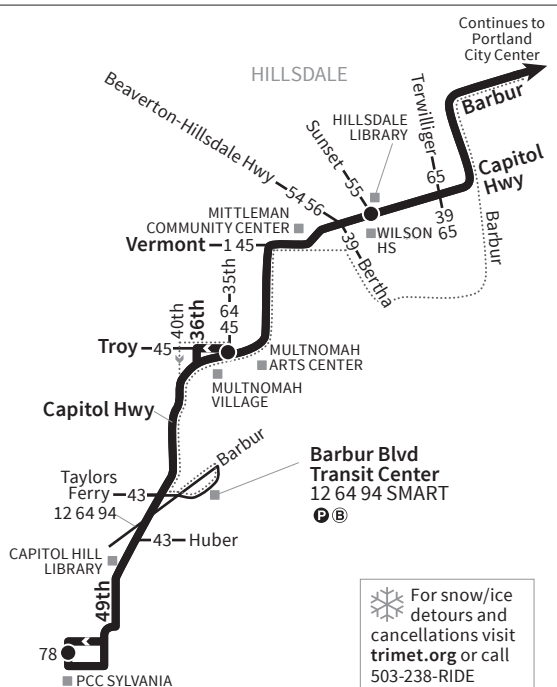 Continues to
Portland
City Center
HILLSDALE
Barbur
Terwilliger
65
Beaverton-Hillsdale Hwy
54 56
Sunset
55
HILLSDALE
LIBRARY
Capitol
Hwy
39
65
Barbur
MITTLEMAN
COMMUNITY CENTER
WILSON
HS
39
Bertha
Vermont
1 45
35th
64
45
40th
36th
Troy
45
MULTNOMAH
ARTS CENTER
MULTNOMAH
VILLAGE
Capitol Hwy
Barbur
Taylors
Ferry
43
12 64 94
Barbur Blvd
Transit Center
12 64 94 SMART
P B
43
Huber
CAPITOL HILL
LIBRARY
49th
78
PCC SYLVANIA
For snow/ice
detours and
cancellations visit
trimet.org or call
503-238-RIDE